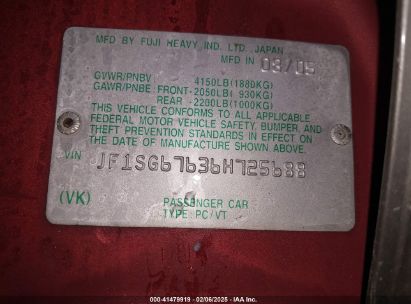 MFD BY FUJI HEAVY IND. LTD. JAPAN
MFD IN 09/05
GVWR/PNBV 4150LB(1880KG)
GAWR/PNBE FRONT-2050LB( 930KG)
REAR -2200LB(1000KG)
THIS VEHICLE CONFORMS TO ALL APPLICABLE
FEDERAL MOTOR VEHICLE SAFETY, BUMPER, AND
THEFT PREVENTION STANDARDS IN EFFECT ON
THE DATE OF MANUFACTURE SHOWN ABOVE.
VIN JF1SG67636H725688
(VK) PASSENGER CAR
TYPE PC/VT
000-41479919 - 02/06/2025 - IAA Inc.